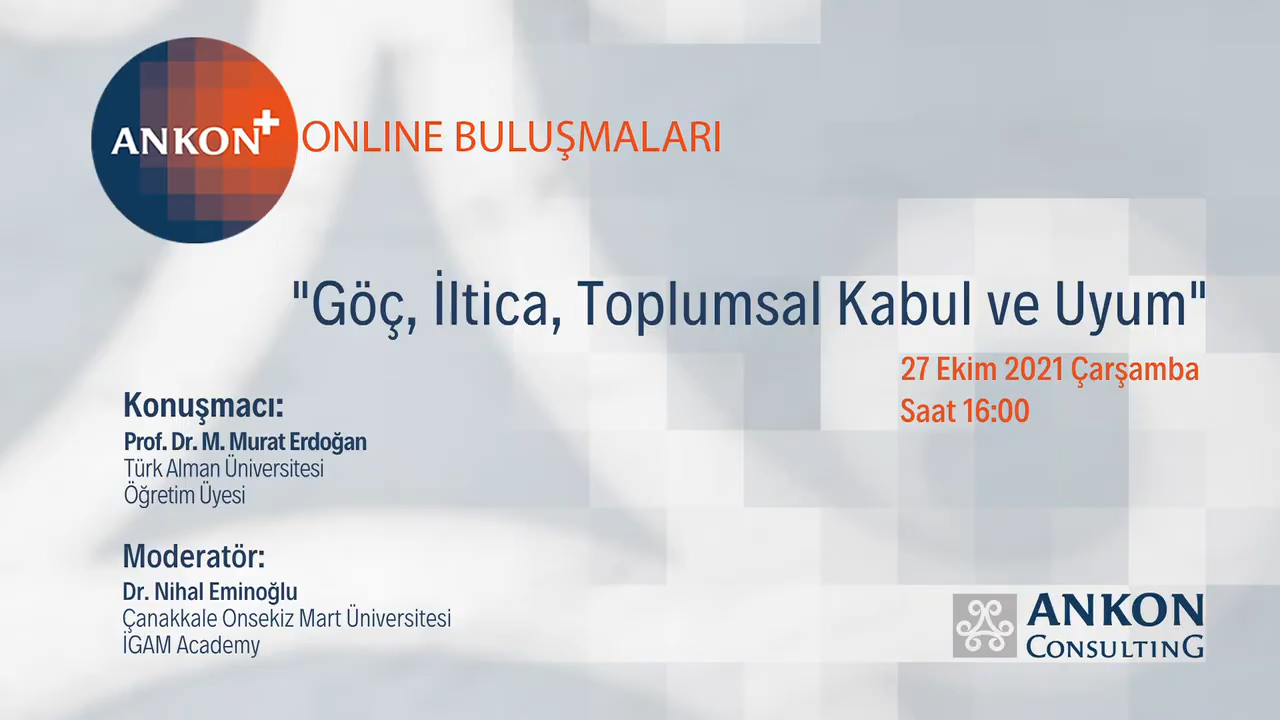 ANKON+
ONLINE BULUŞMALARI
"Göç, İltica, Toplumsal Kabul ve Uyum"
27 Ekim 2021 Çarşamba
Saat 16:00
Konuşmacı:
Prof. Dr. M. Murat Erdoğan
Türk Alman Üniversitesi
Öğretim Üyesi
Moderatör:
Dr. Nihal Eminoğlu
Çanakkale Onsekiz Mart Üniversitesi
İGAM Academy
ANKON
CONSULTING